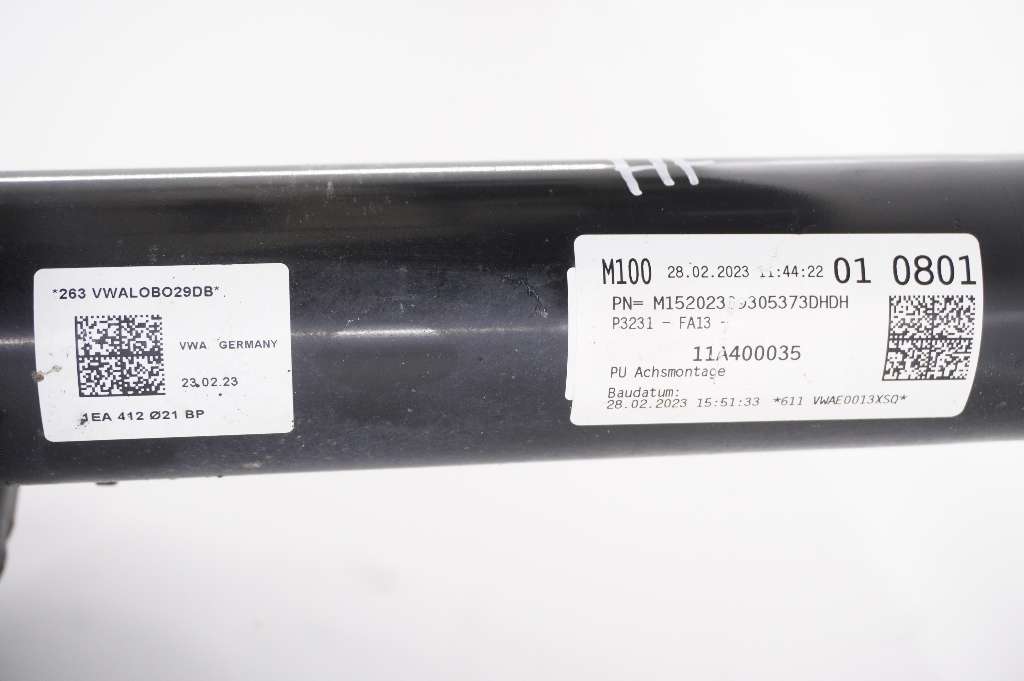 *263 VWALOBO29DB*
VWA GERMANY
23.02.23
1EA 412 Ø21 BP
M100 28.02.2023 11:44:22 01 0801
PN=
P3231 - FA13 -
11A400035
PU Achsmontage
Baudatum:
28.02.2023 15:51:33 *611 VWAE0013XSQ*